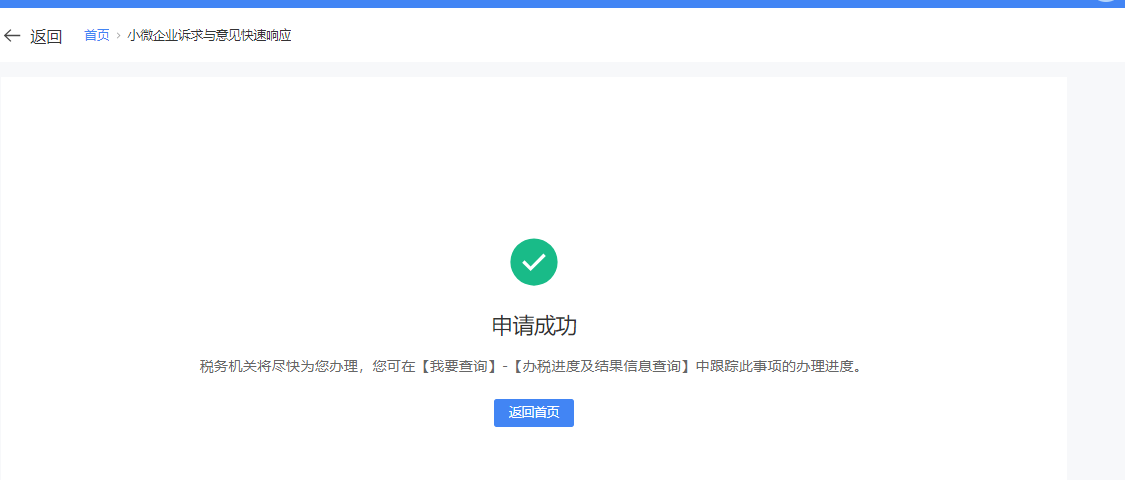 返回 首页 › 小微企业诉求与意见快速响应
申请成功
税务机关将尽快为您办理，您可在【我要查询】-【办税进度及结果信息查询】中跟踪此事项的办理进度。
返回首页